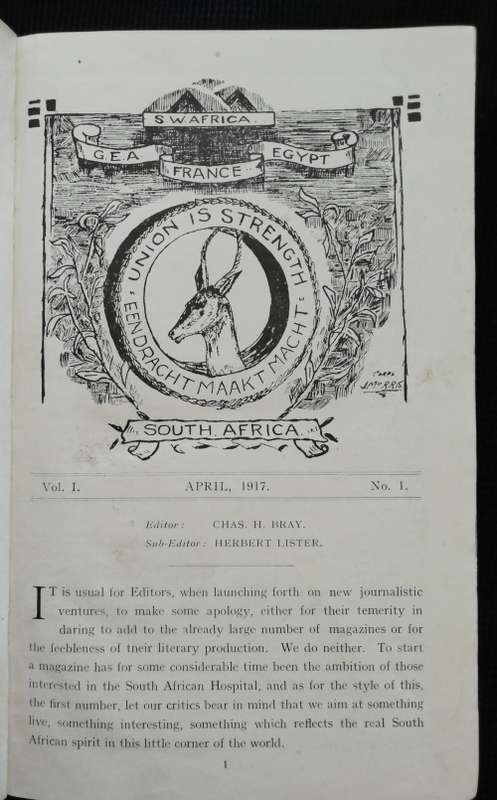 S.W. AFRICA.
G.E.A.
FRANCE
EGYPT
UNION IS STRENGTH
EENDRACHT MAAKT MACHT
CORPL
SOUTH. AFRICA.
Vol. I. APRIL, 1917. No. 1.
Editor: CHAS. H. BRAY.
Sub-Editor: HERBERT LISTER.
IT is usual for Editors, when launching forth on new journalistic
ventures, to make some apology, either for their temerity in
daring to add to the already large number of magazines or for
the feebleness of tneir literary production. We do neither. To start
a magazine has for some considerable time been the ambition of those
interested in the South African Hospital, and as for the style of this,
the first number, let our critics bear in mind that we aim at something
live, something interesting, something which reflects the real South
African spirit in this little corner of the world.
1